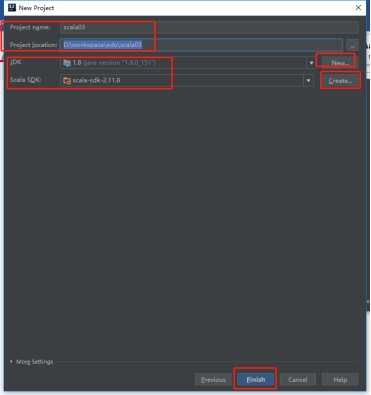 New Project
Project name: scala03
Project location: D:\workspace\adu\scala03
JDK 1.8 (java version "1.8.0_151") New...
Scala SDK: scala-sdk-2.11.8 Create...
More Settings
Previous Finish Cancel Help